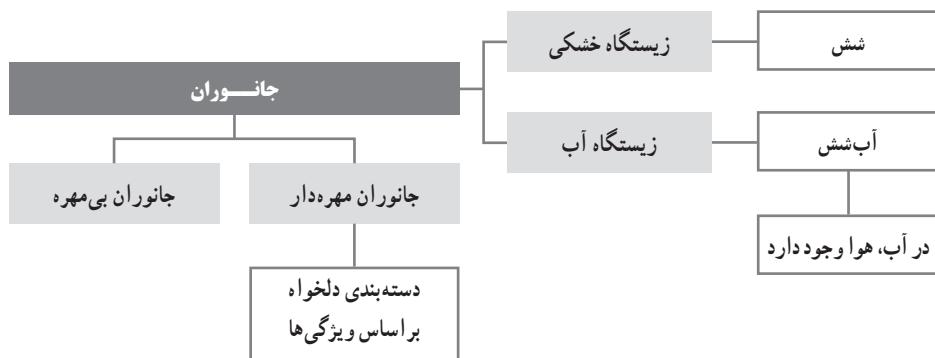 زیستگاه خشکی
شش
جانـــوران
زیستگاه آب
آب‌شش
جانوران مهره‌دار
جانوران بی‌مهره
در آب، هوا وجود دارد
دسته‌بندی دلخواه
براساس ویژگی‌ها